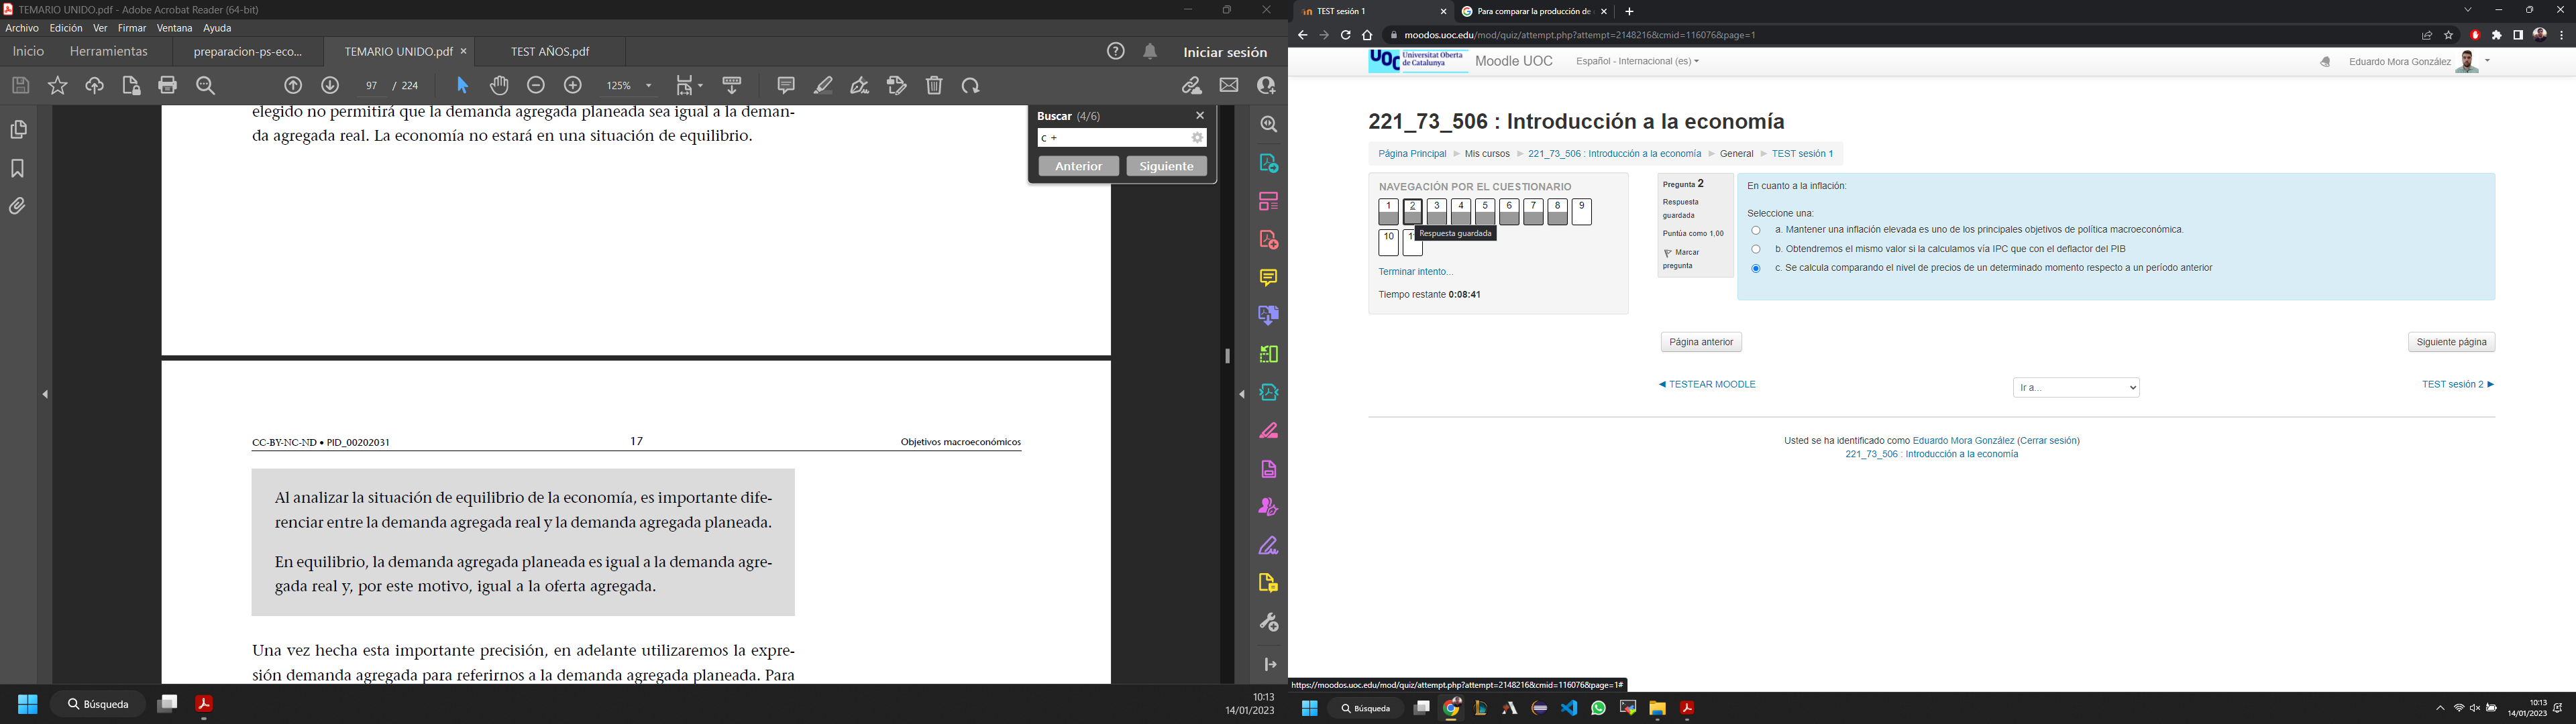 TEMARIO UNIDO.pdf - Adobe Acrobat Reader (64-bit)
Archivo Edición Ver Firmar Ventana Ayuda
Inicio Herramientas preparacion-ps-eco... TEMARIO UNIDO.pdf × TEST AÑOS.pdf Iniciar sesión
97 / 224 125%
elegido no permitirá que la demanda agregada planeada sea igual a la deman-
da agregada real. La economía no estará en una situación de equilibrio.
Buscar (4/6)
c +
Anterior Siguiente
CC-BY-NC-ND • PID_00202031 17 Objetivos macroeconómicos
Al analizar la situación de equilibrio de la economía, es importante dife-
renciar entre la demanda agregada real y la demanda agregada planeada.
En equilibrio, la demanda agregada planeada es igual a la demanda agre-
gada real y, por este motivo, igual a la oferta agregada.
Una vez hecha esta importante precisión, en adelante utilizaremos la expre-
sión demanda agregada para referirnos a la demanda agregada planeada. Para
Búsqueda
10:13
14/01/2023
TEST sesión 1
Para comparar la producción de
moodos.uoc.edu/mod/quiz/attempt.php?attempt=2148216&cmid=116076&page=1
UOC Universitat Oberta
de Catalunya
Moodle UOC Español - Internacional (es) Eduardo Mora González
221_73_506 : Introducción a la economía
Página Principal Mis cursos 221_73_506 : Introducción a la economía General TEST sesión 1
NAVEGACIÓN POR EL CUESTIONARIO
1 2 3 4 5 6 7 8 9
10
Respuesta guardada
Terminar intento...
Tiempo restante 0:08:41
Pregunta 2
Respuesta
guardada
Puntúa como 1,00
Marcar
pregunta
En cuanto a la inflación:
Seleccione una:
a. Mantener una inflación elevada es uno de los principales objetivos de política macroeconómica.
b. Obtendremos el mismo valor si la calculamos vía IPC que con el deflactor del PIB
c. Se calcula comparando el nivel de precios de un determinado momento respecto a un período anterior
Página anterior Siguiente página
◄ TESTEAR MOODLE Ir a... TEST sesión 2 ►
Usted se ha identificado como Eduardo Mora González (Cerrar sesión)
221_73_506 : Introducción a la economía
https://moodos.uoc.edu/mod/quiz/attempt.php?attempt=2148216&cmid=116076&page=1#
Búsqueda
10:13
14/01/2023